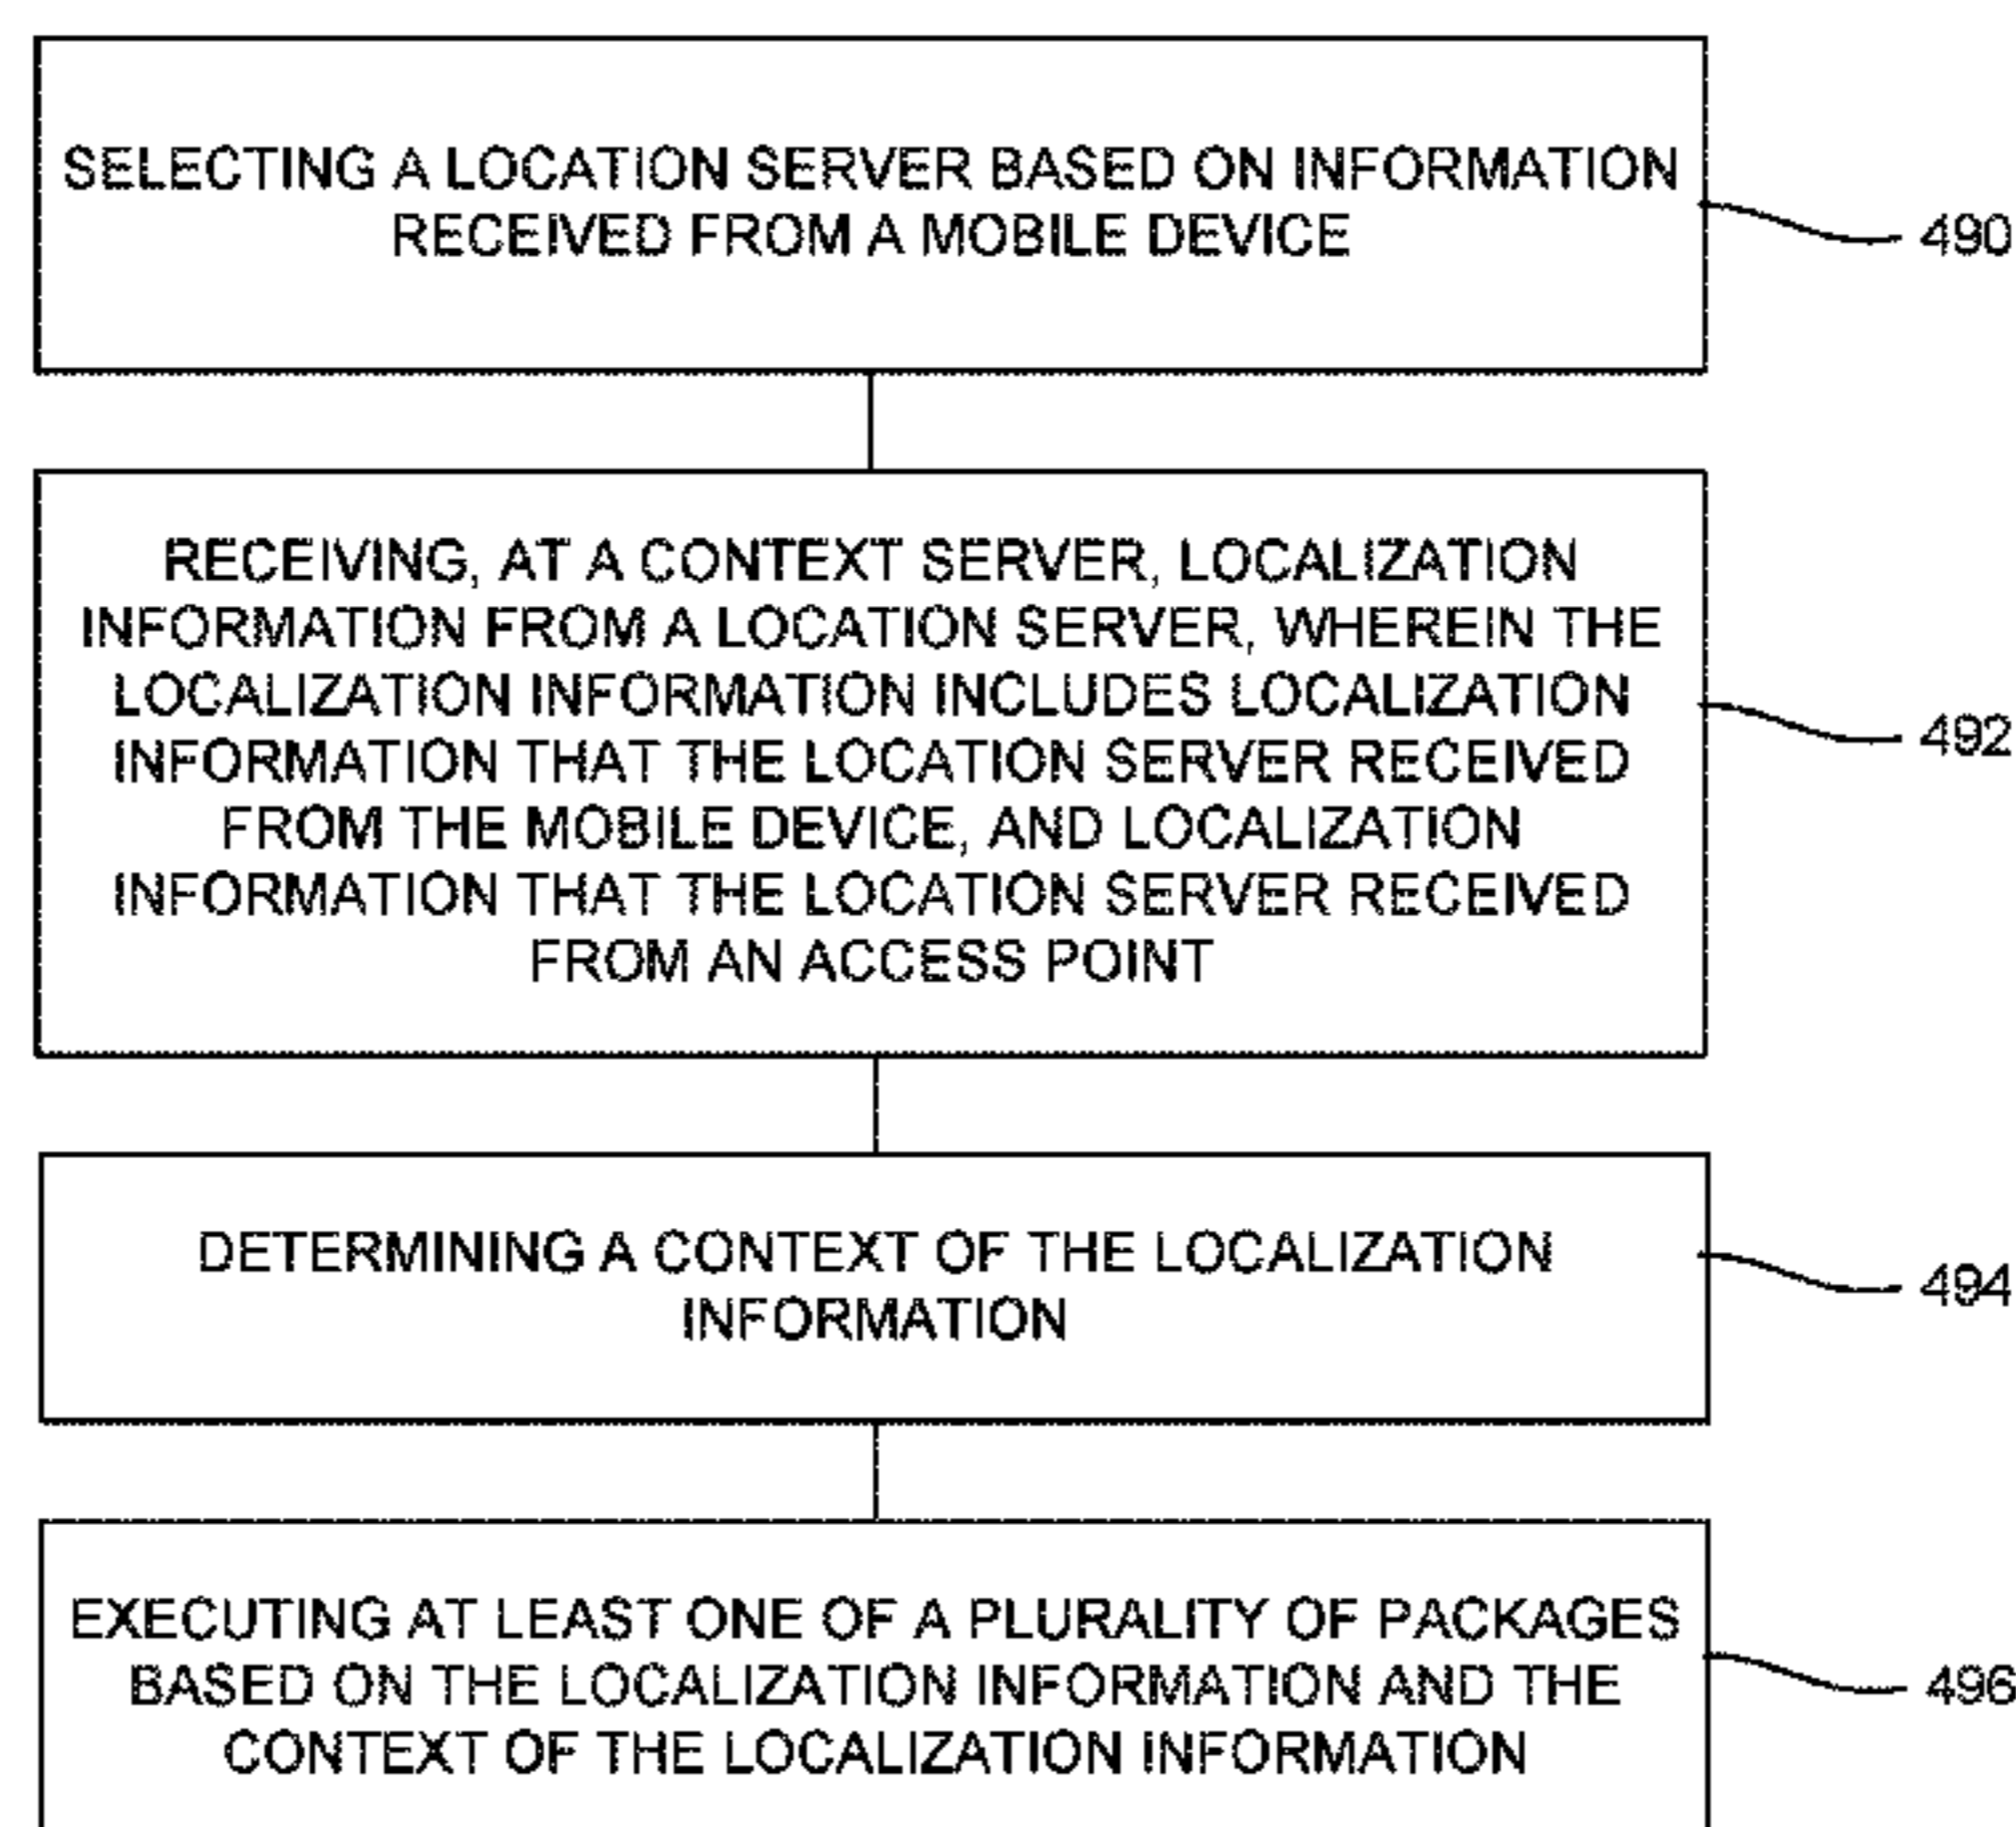 SELECTING A LOCATION SERVER BASED ON INFORMATION
RECEIVED FROM A MOBILE DEVICE
490
RECEIVING, AT A CONTEXT SERVER, LOCALIZATION
INFORMATION FROM A LOCATION SERVER, WHEREIN THE
LOCALIZATION INFORMATION INCLUDES LOCALIZATION
INFORMATION THAT THE LOCATION SERVER RECEIVED
FROM THE MOBILE DEVICE, AND LOCALIZATION
INFORMATION THAT THE LOCATION SERVER RECEIVED
FROM AN ACCESS POINT
492
DETERMINING A CONTEXT OF THE LOCALIZATION
INFORMATION
494
EXECUTING AT LEAST ONE OF A PLURALITY OF PACKAGES
BASED ON THE LOCALIZATION INFORMATION AND THE
CONTEXT OF THE LOCALIZATION INFORMATION
496